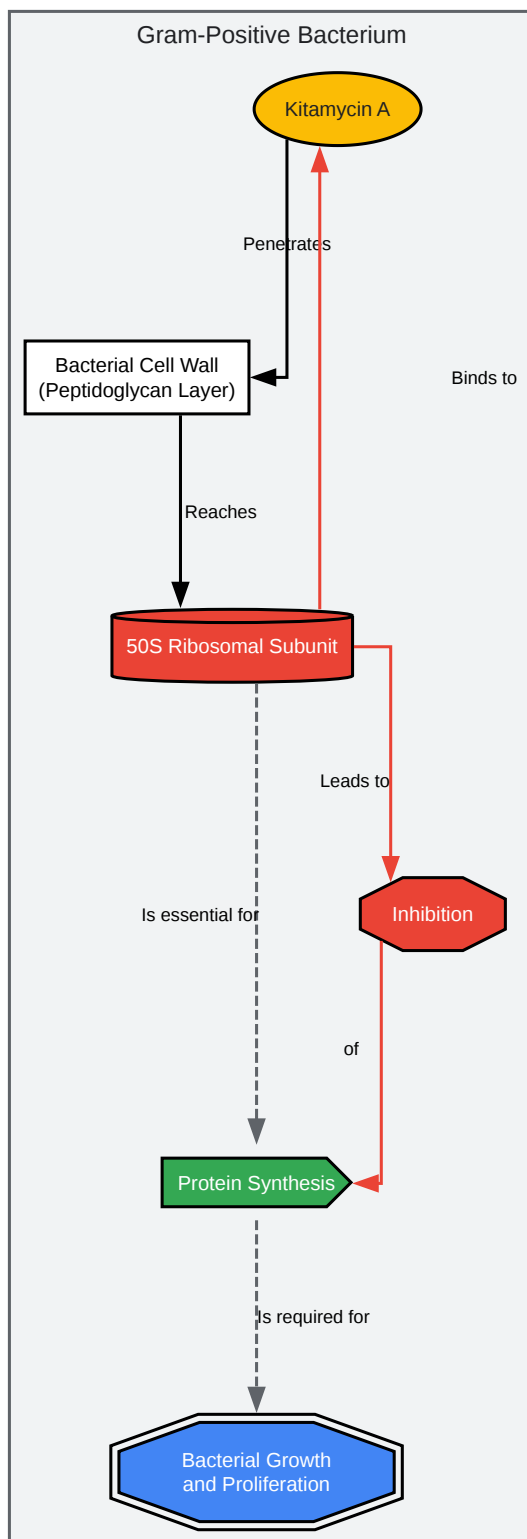 Gram-Positive Bacterium
Kitamycin A
Penetrates
Bacterial Cell Wall
(Peptidoglycan Layer)
Binds to
Reaches
50S Ribosomal Subunit
Leads to
Inhibition
Is essential for
of
Protein Synthesis
Is required for
Bacterial Growth
and Proliferation